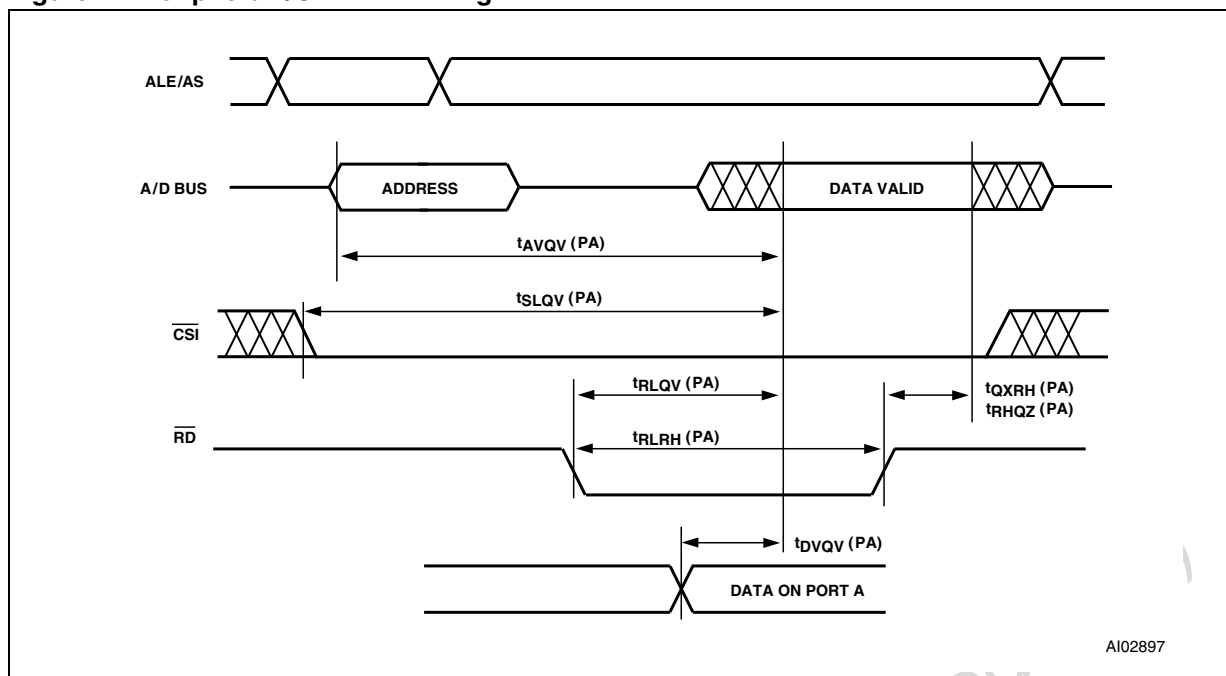 ALE/AS
A/D BUS
ADDRESS
DATA VALID
tAVQV (PA)
tSLQV (PA)
CSI
tRLQV (PA)
tQXRH (PA)
tRHQZ (PA)
tRLRH (PA)
RD
tDVQV (PA)
DATA ON PORT A
AI02897